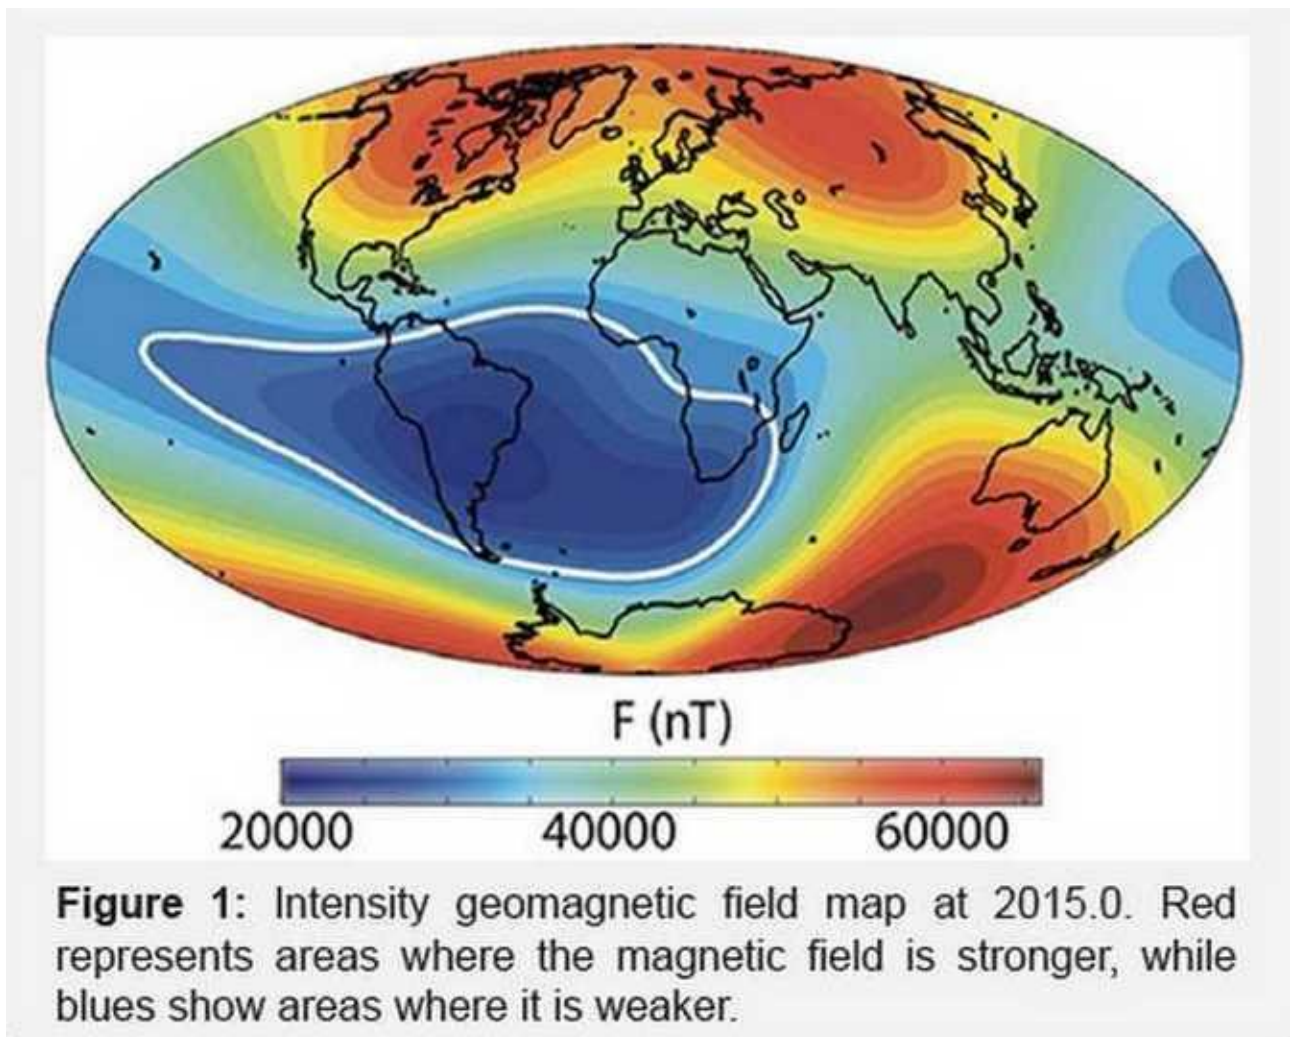 F (nT)
20000 40000 60000
Figure 1: Intensity geomagnetic field map at 2015.0. Red
represents areas where the magnetic field is stronger, while
blues show areas where it is weaker.